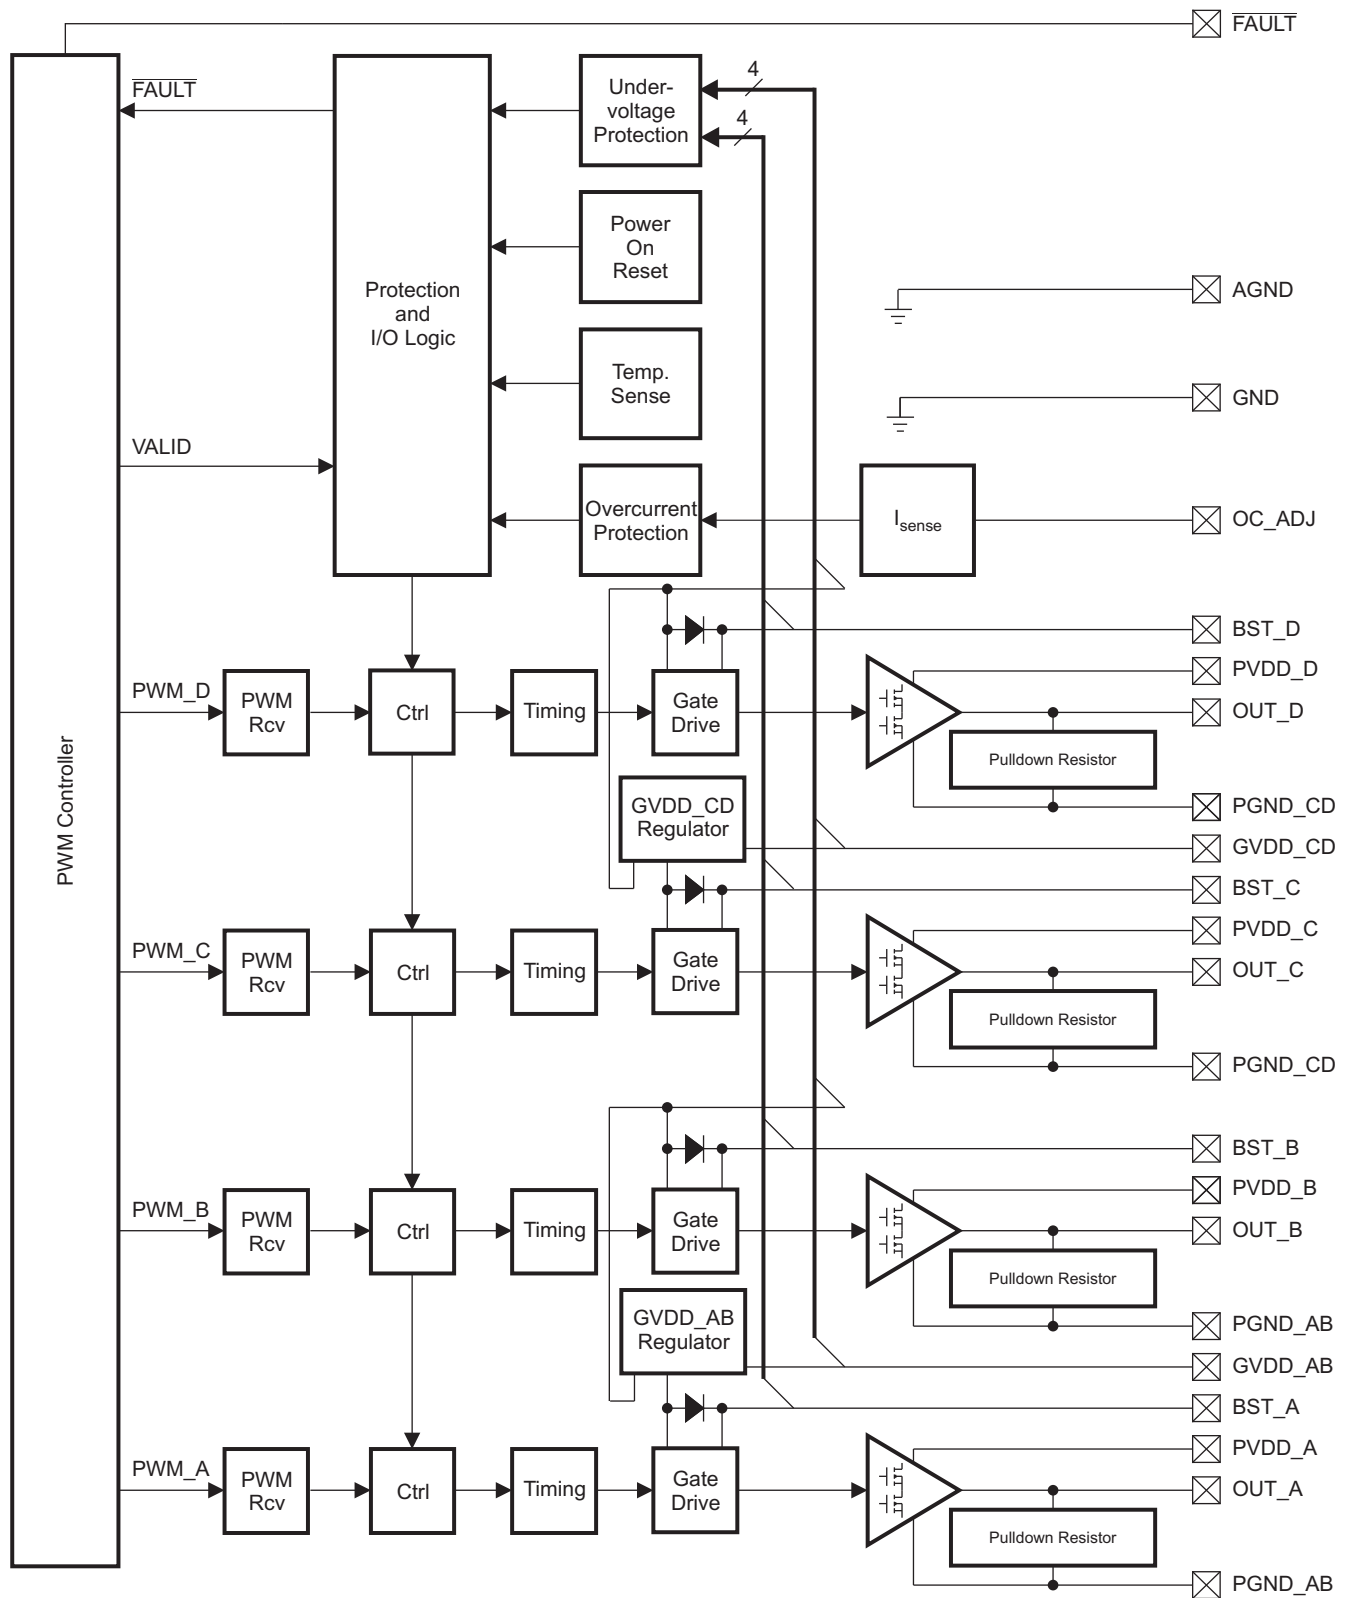 FAULT
FAULT
Under-
voltage
Protection
4
4
Power
On
Reset
Protection
and
I/O Logic
AGND
Temp.
Sense
GND
VALID
Overcurrent
Protection
Isense
OC_ADJ
BST_D
PVDD_D
PWM_D
PWM
Rcv
Ctrl
Timing
Gate
Drive
OUT_D
Pulldown Resistor
PWM Controller
GVDD_CD
Regulator
PGND_CD
GVDD_CD
BST_C
PVDD_C
PWM_C
PWM
Rcv
Ctrl
Timing
Gate
Drive
OUT_C
Pulldown Resistor
PGND_CD
BST_B
PVDD_B
PWM_B
PWM
Rcv
Ctrl
Timing
Gate
Drive
OUT_B
Pulldown Resistor
GVDD_AB
Regulator
PGND_AB
GVDD_AB
BST_A
PVDD_A
PWM_A
PWM
Rcv
Ctrl
Timing
Gate
Drive
OUT_A
Pulldown Resistor
PGND_AB